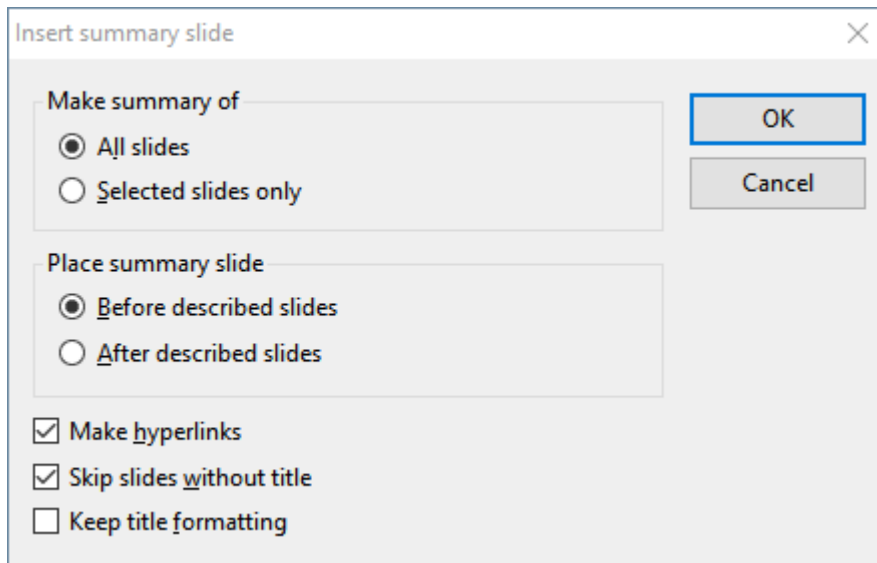 Insert summary slide
Make summary of
All slides
Selected slides only
OK
Cancel
Place summary slide
Before described slides
After described slides
Make hyperlinks
Skip slides without title
Keep title formatting